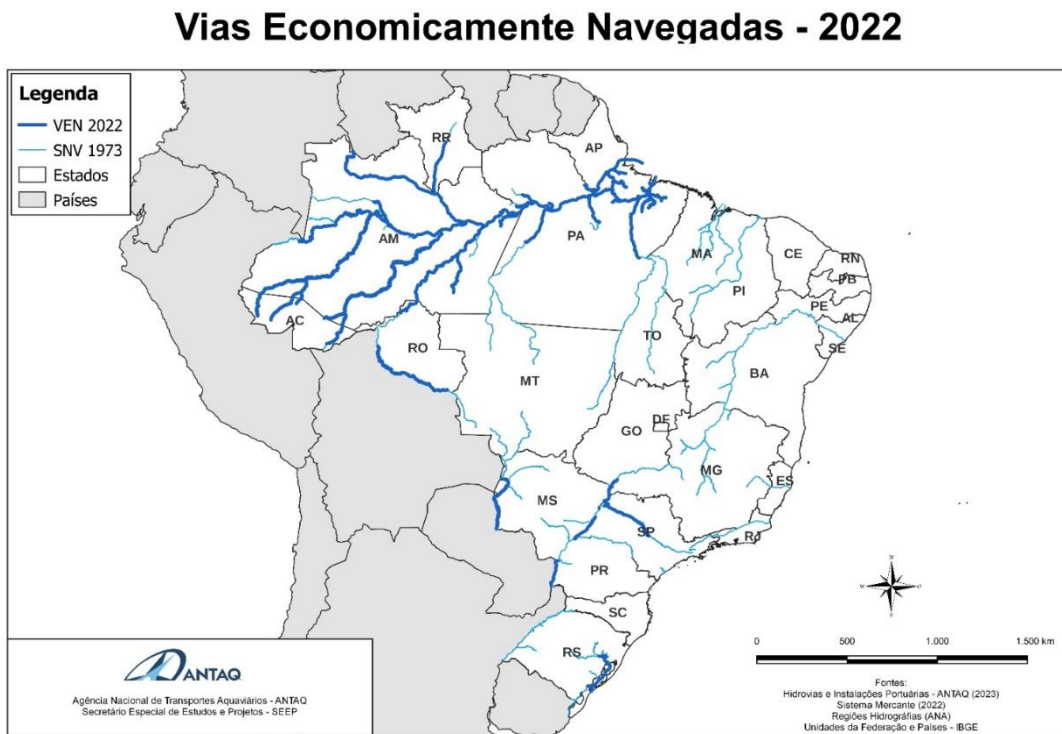 Vias Economicamente Navegadas - 2022
Legenda
VEN 2022
SNV 1973
Estados
Países
RR
AP
AM
PA
MA
CE
RN
PB
PI
PE
AL
AC
SE
TO
RO
BA
MT
DF
GO
MG
ES
MS
SP
RJ
PR
SC
RS
N
S
0 500 1.000 1.500 km
ANTAQ
Agência Nacional de Transportes Aquaviários - ANTAQ
Secretário Especial de Estudos e Projetos - SEEP
Fontes:
Hidrovias e Instalações Portuárias - ANTAQ (2023)
Sistema Mercante (2022)
Regiões Hidrográfias (ANA)
Unidades da Federação e Países - IBGE